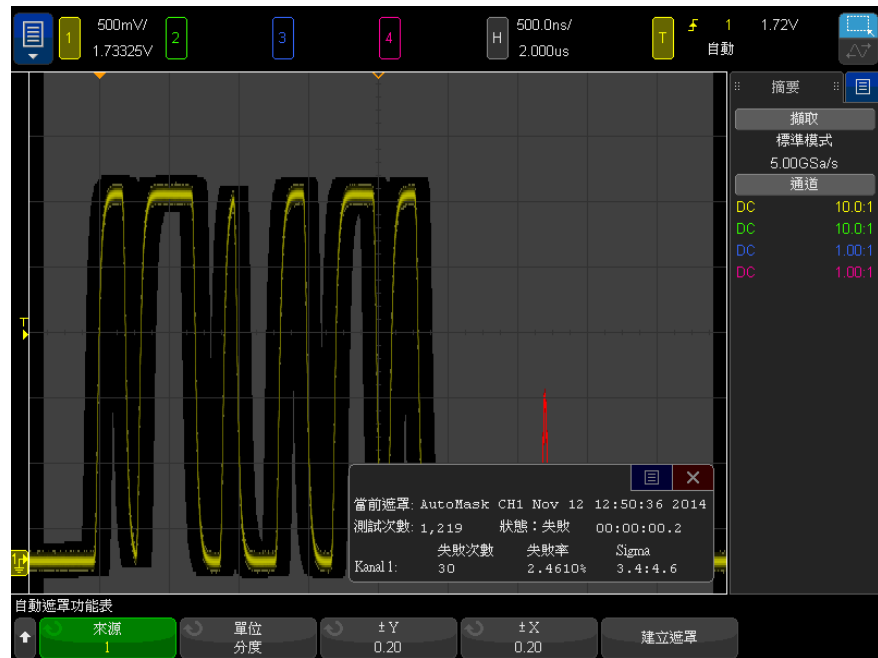 1 500mV/ 1.73325V 2 3 4 H 500.0ns/ 2.000us T 1 1.72V 自動
摘要
擷取
標準模式
5.00GSa/s
通道
DC 10.0:1
DC 10.0:1
DC 1.00:1
DC 1.00:1
T
1
當前遮罩: AutoMask CH1 Nov 12 12:50:36 2014
測試次數: 1,219 狀態：失敗 00:00:00.2
失敗次數 失敗率 Sigma
Kanal 1: 30 2.4610% 3.4:4.6
自動遮罩功能表
來源 單位 ±Y ±X 建立遮罩
1 分度 0.20 0.20